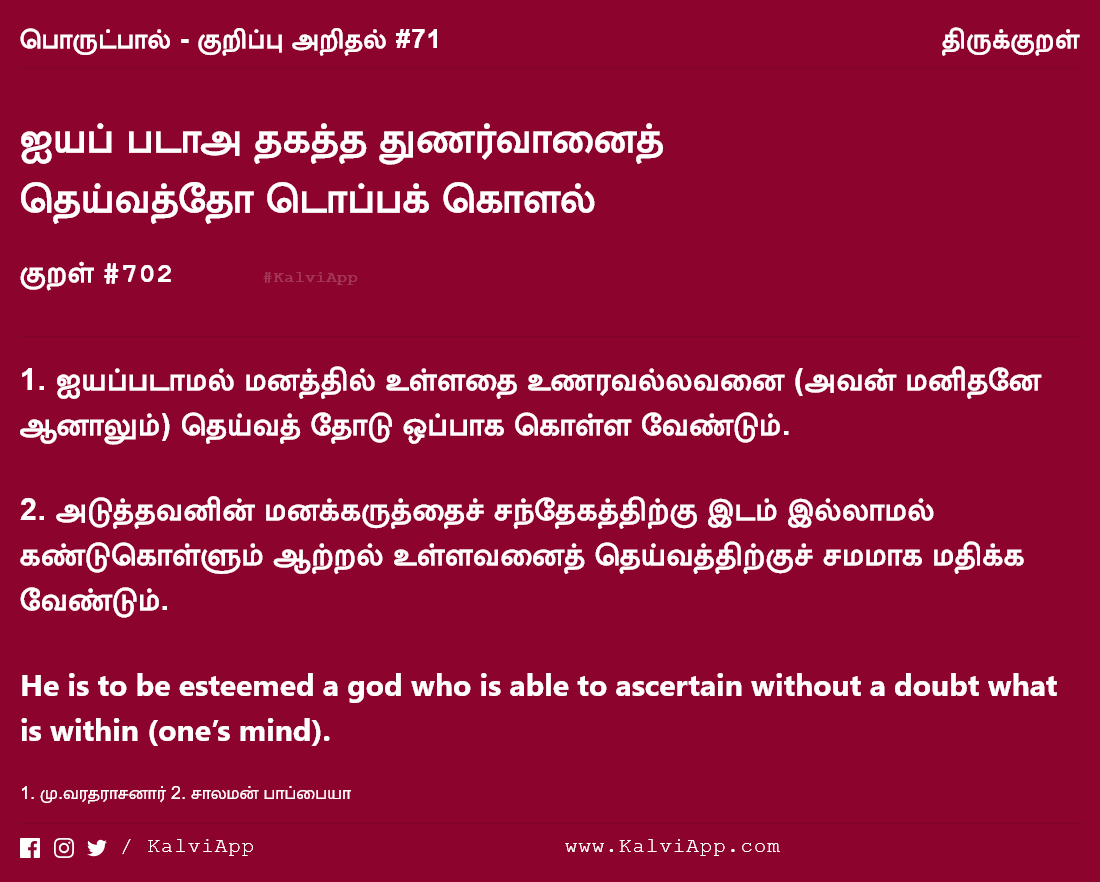 பொருட்பால் - குறிப்பு அறிதல் #71 திருக்குறள்
ஐயப் படாஅ தகத்த துணர்வானைத்
தெய்வத்தோ டொப்பக் கொளல்
குறள் #702 #KalviApp
1. ஐயப்படாமல் மனத்தில் உள்ளதை உணரவல்லவனை (அவன் மனிதனே
ஆனாலும்) தெய்வத் தோடு ஒப்பாக கொள்ள வேண்டும்.
2. அடுத்தவனின் மனக்கருத்தைச் சந்தேகத்திற்கு இடம் இல்லாமல்
கண்டுகொள்ளும் ஆற்றல் உள்ளவனைத் தெய்வத்திற்குச் சமமாக மதிக்க
வேண்டும்.
He is to be esteemed a god who is able to ascertain without a doubt what
is within (one’s mind).
1. மு.வரதராசனார் 2. சாலமன் பாப்பையா
/ KalviApp www.KalviApp.com